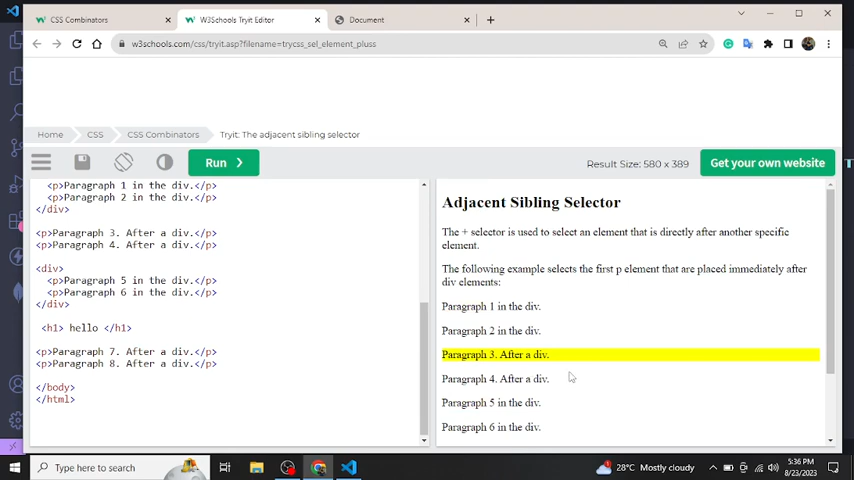 CSS Combinators
W3Schools Tryit Editor
Document
w3schools.com/css/tryit.asp?filename=trycss_sel_element_pluss
Home
CSS
CSS Combinators
Tryit: The adjacent sibling selector
Run ❯
Result Size: 580 x 389
Get your own website
<p>Paragraph 1 in the div.</p>
<p>Paragraph 2 in the div.</p>
</div>
<p>Paragraph 3. After a div.</p>
<p>Paragraph 4. After a div.</p>
<div>
<p>Paragraph 5 in the div.</p>
<p>Paragraph 6 in the div.</p>
</div>
<h1> hello </h1>
<p>Paragraph 7. After a div.</p>
<p>Paragraph 8. After a div.</p>
</body>
</html>
Adjacent Sibling Selector
The + selector is used to select an element that is directly after another specific
element.
The following example selects the first p element that are placed immediately after
div elements:
Paragraph 1 in the div.
Paragraph 2 in the div.
Paragraph 3. After a div.
Paragraph 4. After a div.
Paragraph 5 in the div.
Paragraph 6 in the div.
Type here to search
28°C Mostly cloudy
5:36 PM
8/23/2023